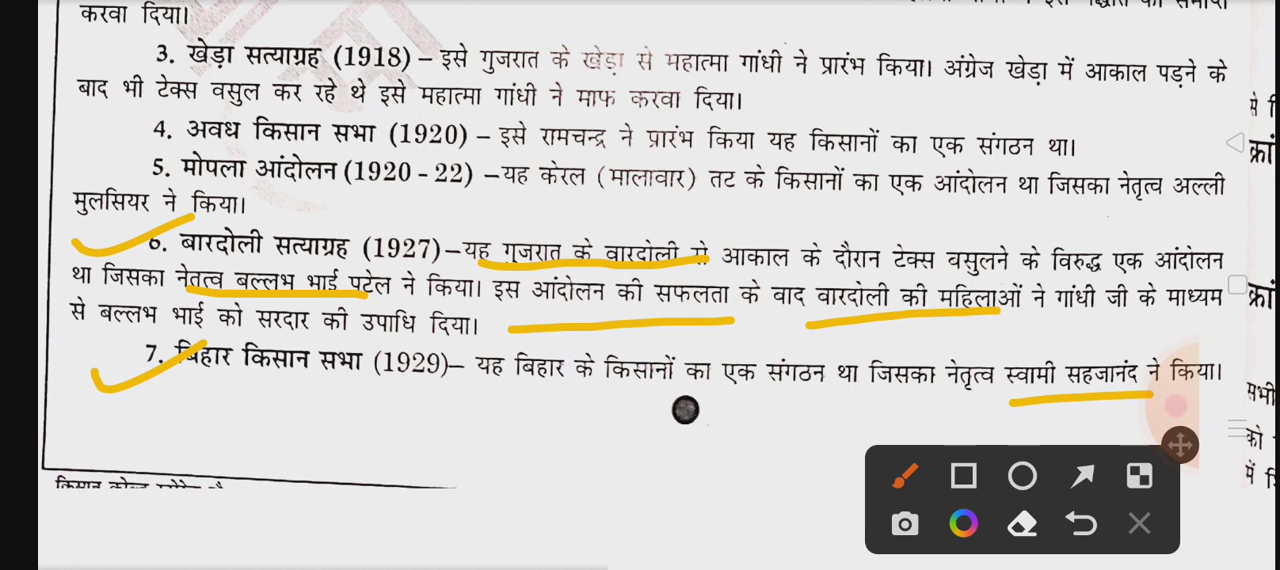 करवा दिया।
3. खेड़ा सत्याग्रह (1918) – इसे गुजरात के खेड़ा से महात्मा गांधी ने प्रारंभ किया। अंग्रेज खेड़ा में आकाल पड़ने के
बाद भी टेक्स वसुल कर रहे थे इसे महात्मा गांधी ने माफ करवा दिया।
4. अवध किसान सभा (1920) – इसे रामचन्द्र ने प्रारंभ किया यह किसानों का एक संगठन था।
5. मोपला आंदोलन (1920 - 22) –यह केरल (मालावार) तट के किसानों का एक आंदोलन था जिसका नेतृत्व अल्ली
मुलसियर ने किया।
6. बारदोली सत्याग्रह (1927)–यह गुजरात के वारदोली से आकाल के दौरान टेक्स वसुलने के विरुद्ध एक आंदोलन
था जिसका नेतत्व बल्लभ भाई पटेल ने किया। इस आंदोलन की सफलता के वाद बारदोली की महिलाओं ने गांधी जी के माध्यम
से बल्लभ भाई को सरदार की उपाधि दिया।
7. बिहार किसान सभा (1929)– यह बिहार के किसानों का एक संगठन था जिसका नेतृत्व स्वामी सहजानंद ने किया।
से
क्रां
क्रां
सभी
को
में